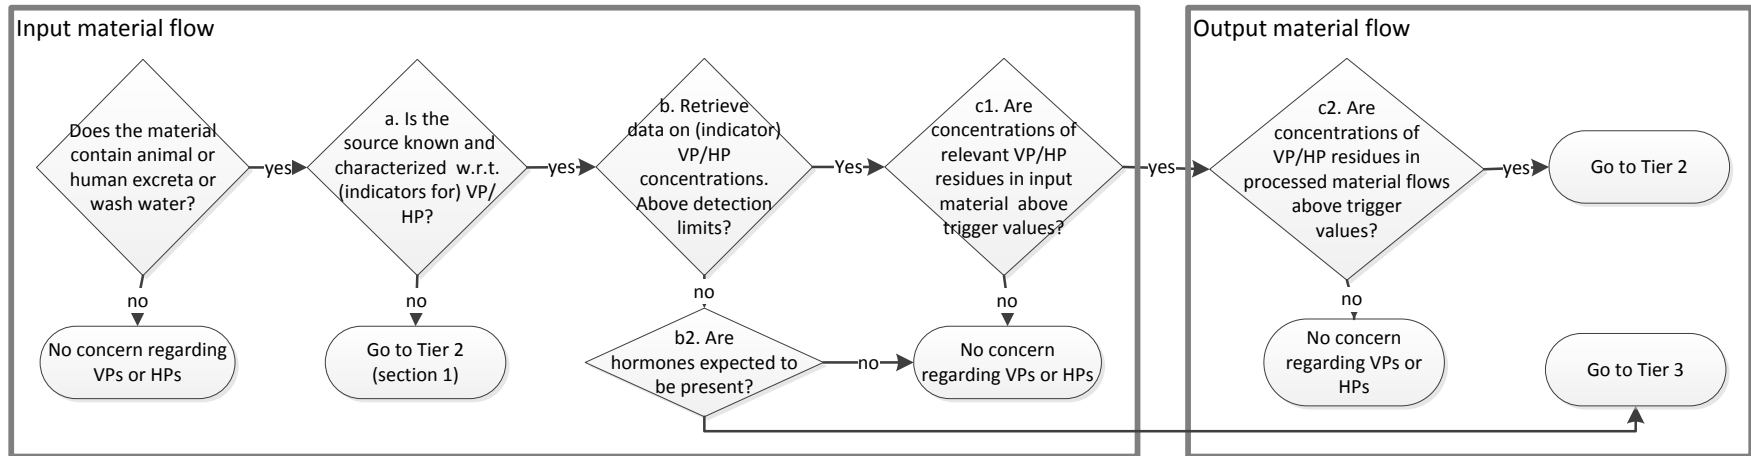 Input material flow
Does the material
contain animal or
human excreta or
wash water?
yes
no
No concern regarding
VPs or HPs
a. Is the
source known and
characterized w.r.t.
(indicators for) VP/
HP?
yes
no
Go to Tier 2
(section 1)
b. Retrieve
data on (indicator)
VP/HP
concentrations.
Above detection
limits?
Yes
no
b2. Are
hormones expected to
be present?
no
c1. Are
concentrations of
relevant VP/HP
residues in input
material above
trigger values?
yes
no
No concern
regarding VPs or HPs
Output material flow
c2. Are
concentrations of
VP/HP residues in
processed material flows
above trigger
values?
yes
Go to Tier 2
no
No concern
regarding VPs or
HPs
Go to Tier 3